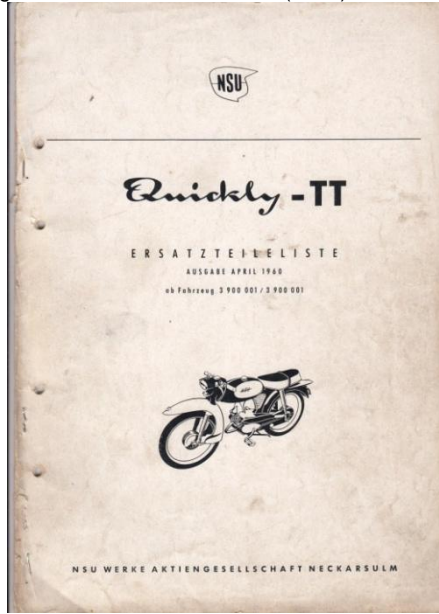 NSU
Quickly-TT
ERSATZTEILELISTE
AUSGABE APRIL 1960
ab Fahrzeug 3 900 001 / 3 900 001
NSU WERKE AKTIENGESELLSCHAFT NECKARSULM